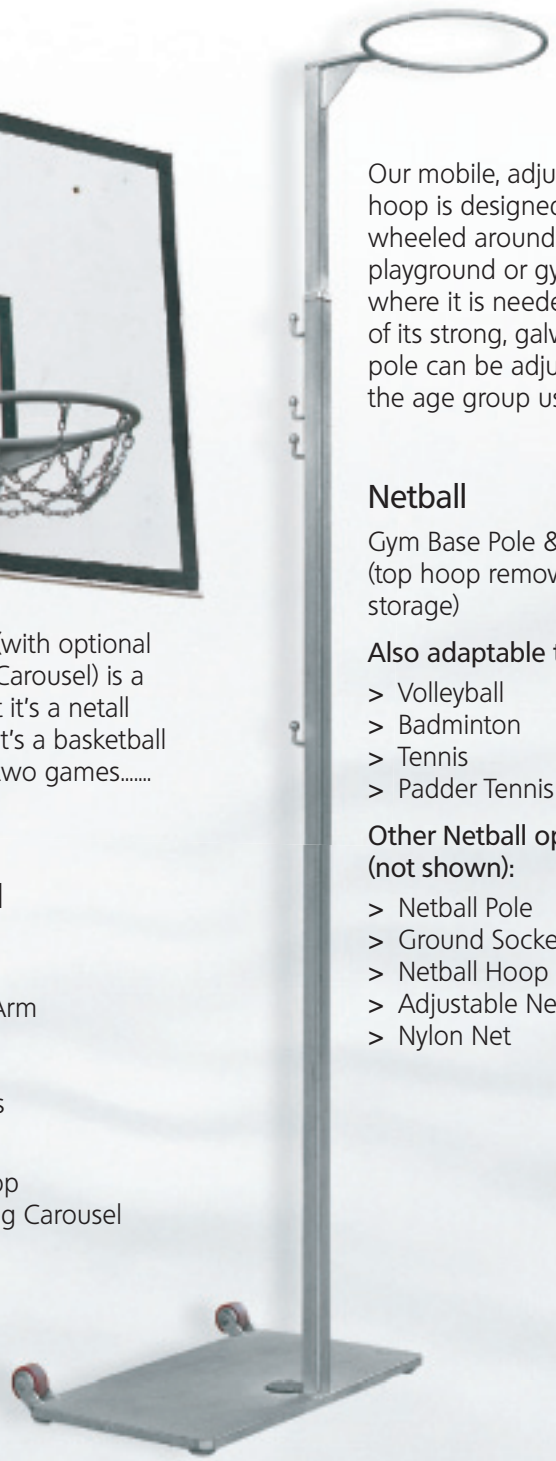 (with optional
Carousel) is a
t it's a netall
t's a basketball
two games.......
l
Arm
s
op
g Carousel
Our mobile, adju
hoop is designed
wheeled around
playground or gy
where it is neede
of its strong, galv
pole can be adju
the age group us
Netball
Gym Base Pole &
(top hoop remov
storage)
Also adaptable t
> Volleyball
> Badminton
> Tennis
> Padder Tennis
Other Netball op
(not shown):
> Netball Pole
> Ground Socke
> Netball Hoop
> Adjustable Ne
> Nylon Net